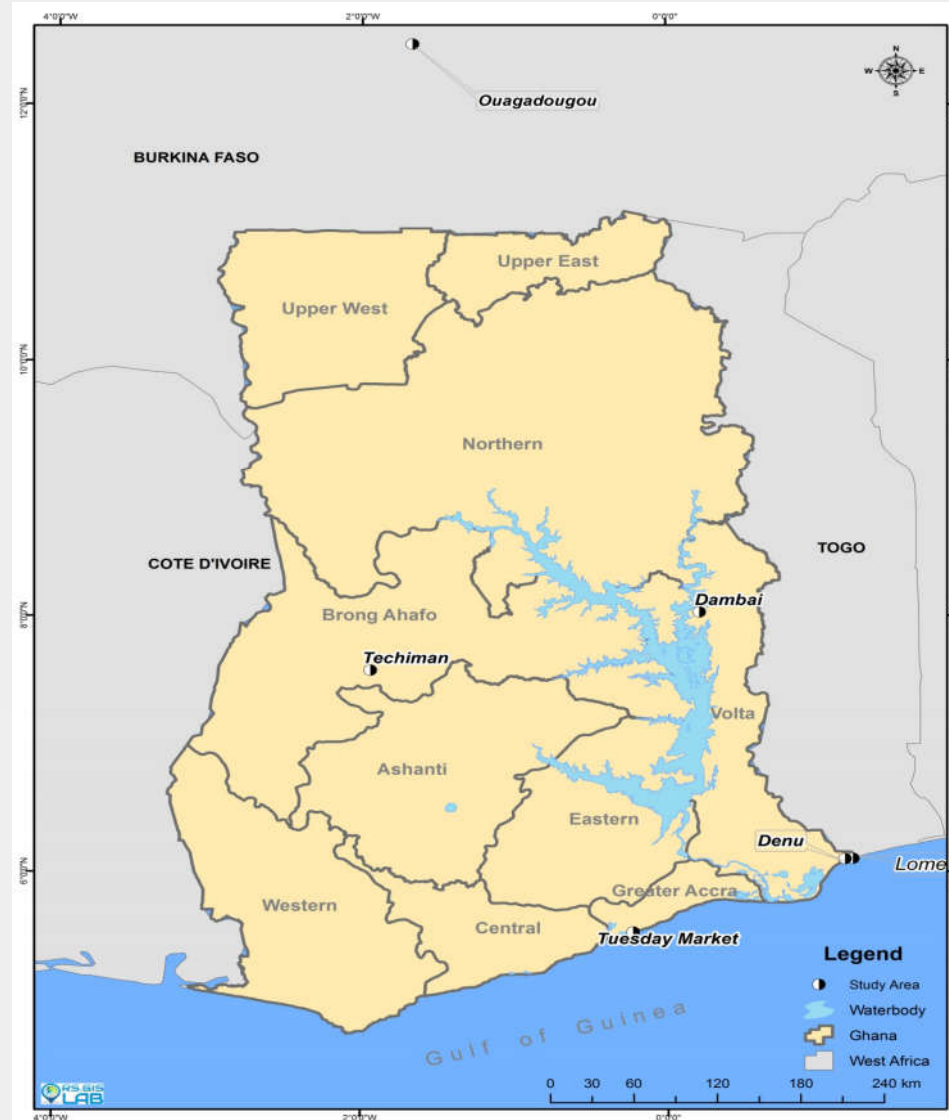 4°0'0"W
2°0'0"W
0°0'0"
N
W
E
S
Ouagadougou
12°0'0"N
BURKINA FASO
Upper East
Upper West
10°0'0"N
Northern
COTE D'IVOIRE
TOGO
Dambai
8°0'0"N
Brong Ahafo
Techiman
Volta
Ashanti
Eastern
Denu
Lome
6°0'0"N
Greater Accra
Western
Central
Tuesday Market
Legend
Study Area
Waterbody
Ghana
West Africa
Gulf of Guinea
RS.GIS
LAB
0 30 60 120 180 240 km
4°0'0"W
2°0'0"W
0°0'0"